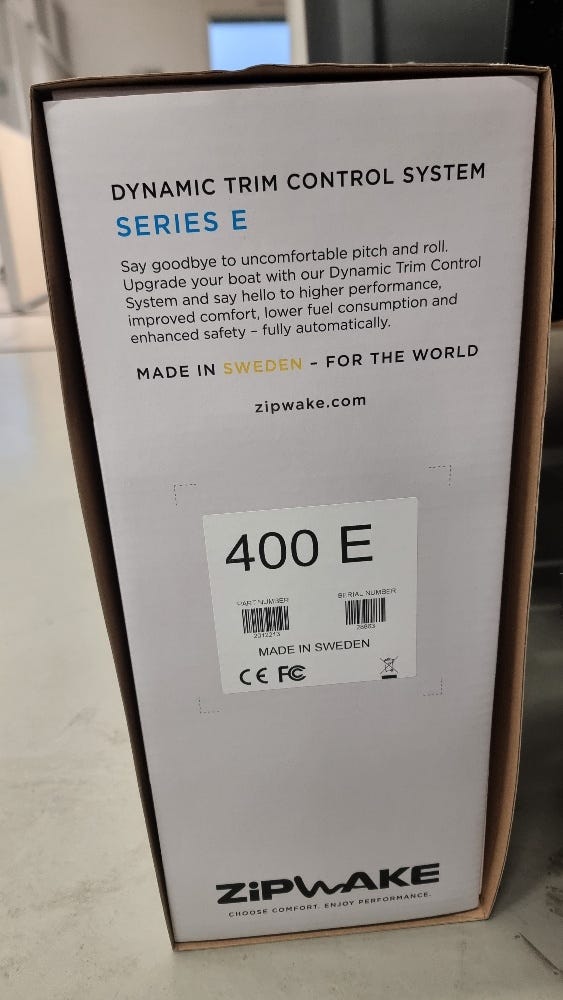 DYNAMIC TRIM CONTROL SYSTEM
SERIES E
Say goodbye to uncomfortable pitch and roll.
Upgrade your boat with our Dynamic Trim Control
System and say hello to higher performance,
improved comfort, lower fuel consumption and
enhanced safety – fully automatically.
MADE IN SWEDEN – FOR THE WORLD
zipwake.com
400 E
PART NUMBER SERIAL NUMBER
2012213
MADE IN SWEDEN
CE FC
ZiPWAKE
CHOOSE COMFORT. ENJOY PERFORMANCE.